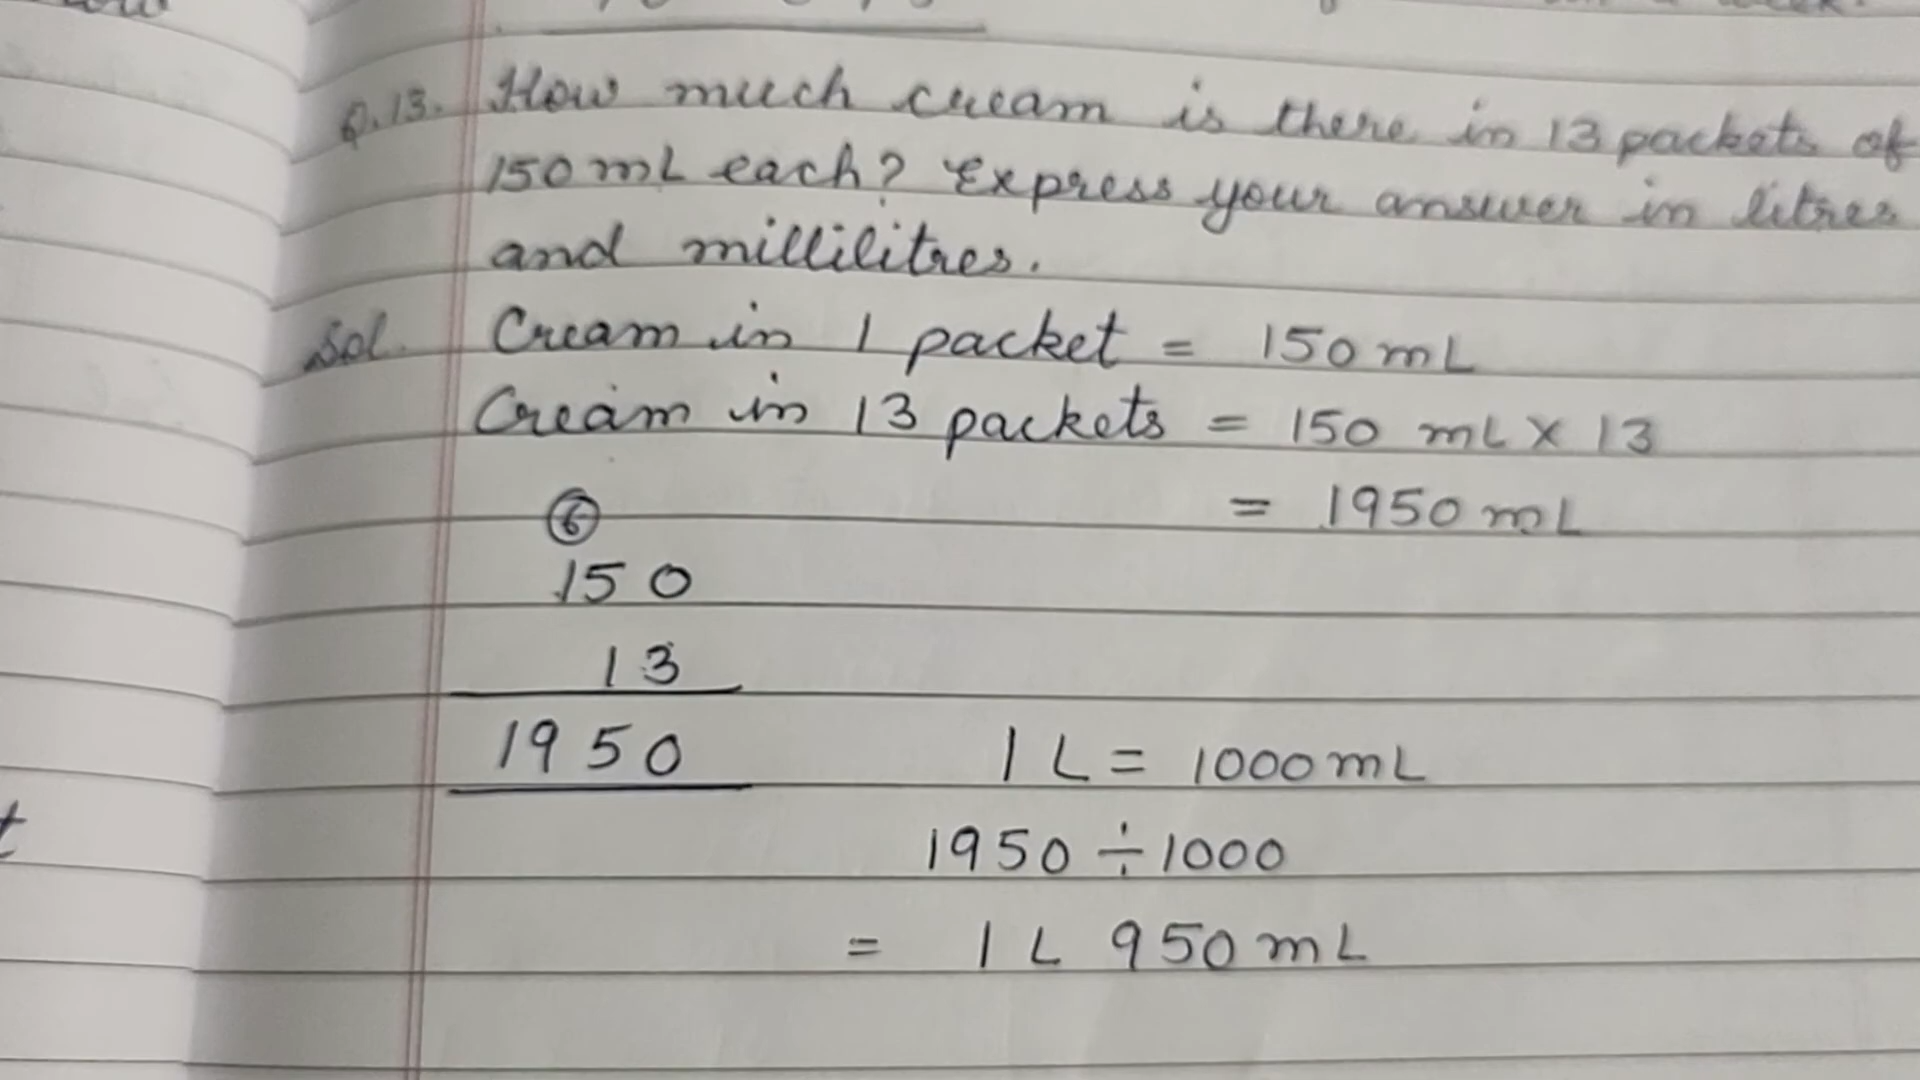 Q.13. How much cream is there in 13 packets of
150 mL each? Express your answer in litres
and millilitres.
Sol. Cream in 1 packet = 150 mL
Cream in 13 packets = 150 mL X 13
= 1950 mL
6
150
13
1950
1 L = 1000 mL
1950 ÷ 1000
= 1 L 950 mL